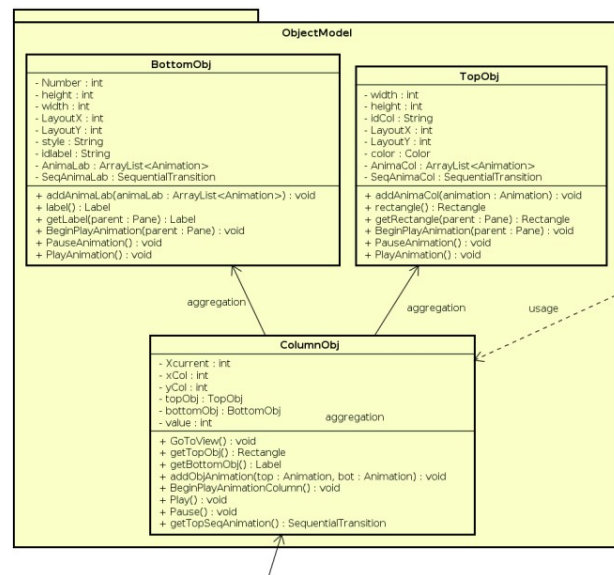 ObjectModel
BottomObj
- Number : int
- height : int
- width : int
- LayoutX : int
- LayoutY : int
- style : String
- idlabel : String
- AnimaLab : ArrayList<Animation>
- SeqAnimaLab : SequentialTransition
+ addAnimaLab(animaLab : ArrayList<Animation>) : void
+ label() : Label
+ getLabel(parent : Pane) : Label
+ BeginPlayAnimation(parent : Pane) : void
+ PauseAnimation() : void
+ PlayAnimation() : void
TopObj
- width : int
- height : int
- idCol : String
- LayoutX : int
- LayoutY : int
- color : Color
- AnimaCol : ArrayList<Animation>
- SeqAnimaCol : SequentialTransition
+ addAnimaCol(animation : Animation) : void
+ rectangle() : Rectangle
+ getRectangle(parent : Pane) : Rectangle
+ BeginPlayAnimation(parent : Pane) : void
+ PauseAnimation() : void
+ PlayAnimation() : void
aggregation
aggregation
usage
ColumnObj
- Xcurrent : int
- xCol : int
- yCol : int
- topObj : TopObj
- bottomObj : BottomObj
- value : int
aggregation
+ GoToView() : void
+ getTopObj() : Rectangle
+ getBottomObj() : Label
+ addObjAnimation(top : Animation, bot : Animation) : void
+ BeginPlayAnimationColumn() : void
+ Play() : void
+ Pause() : void
+ getTopSeqAnimation() : SequentialTransition